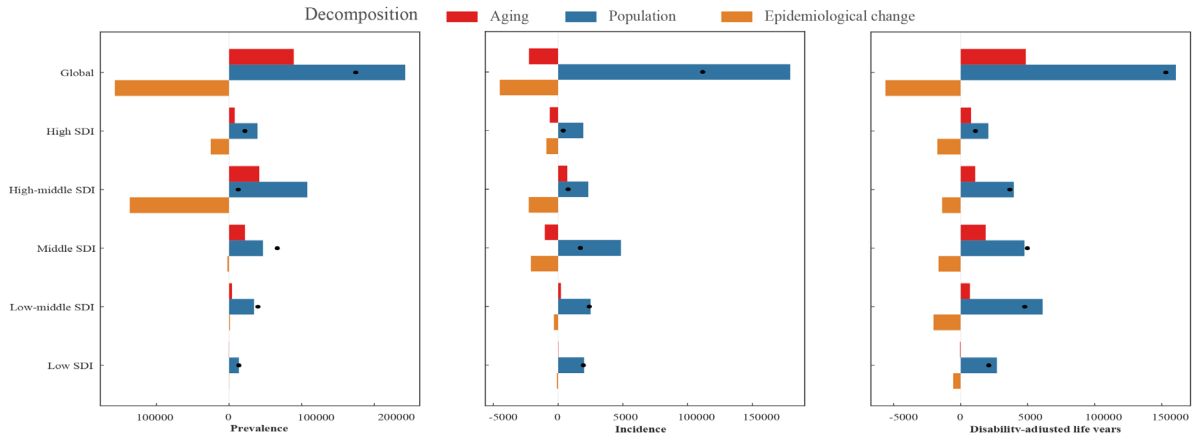 Decomposition Aging Population Epidemiological change
Global
High SDI
High-middle SDI
Middle SDI
Low-middle SDI
Low SDI
100000 0 100000 200000
Prevalence
-5000 0 5000 100000 150000
Incidence
-5000 0 50000 100000 150000
Disability-adjusted life years